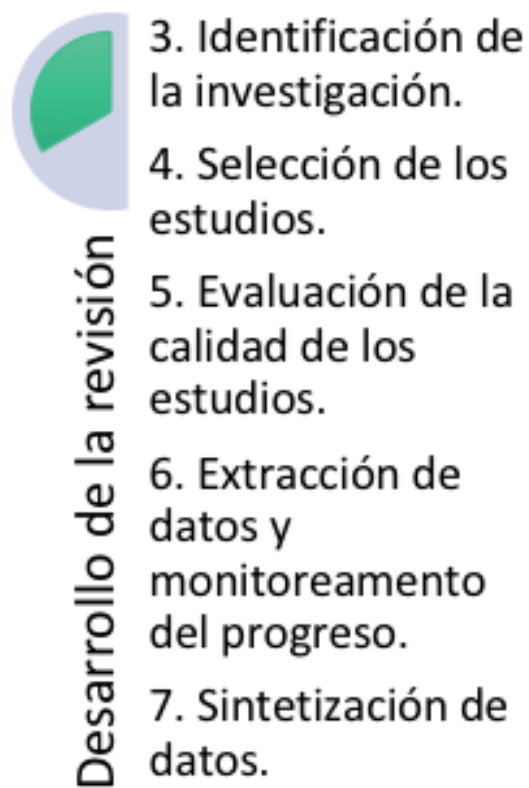 Desarrollo de la revisión
3. Identificación de
la investigación.
4. Selección de los
estudios.
5. Evaluación de la
calidad de los
estudios.
6. Extracción de
datos y
monitoreamento
del progreso.
7. Sintetización de
datos.